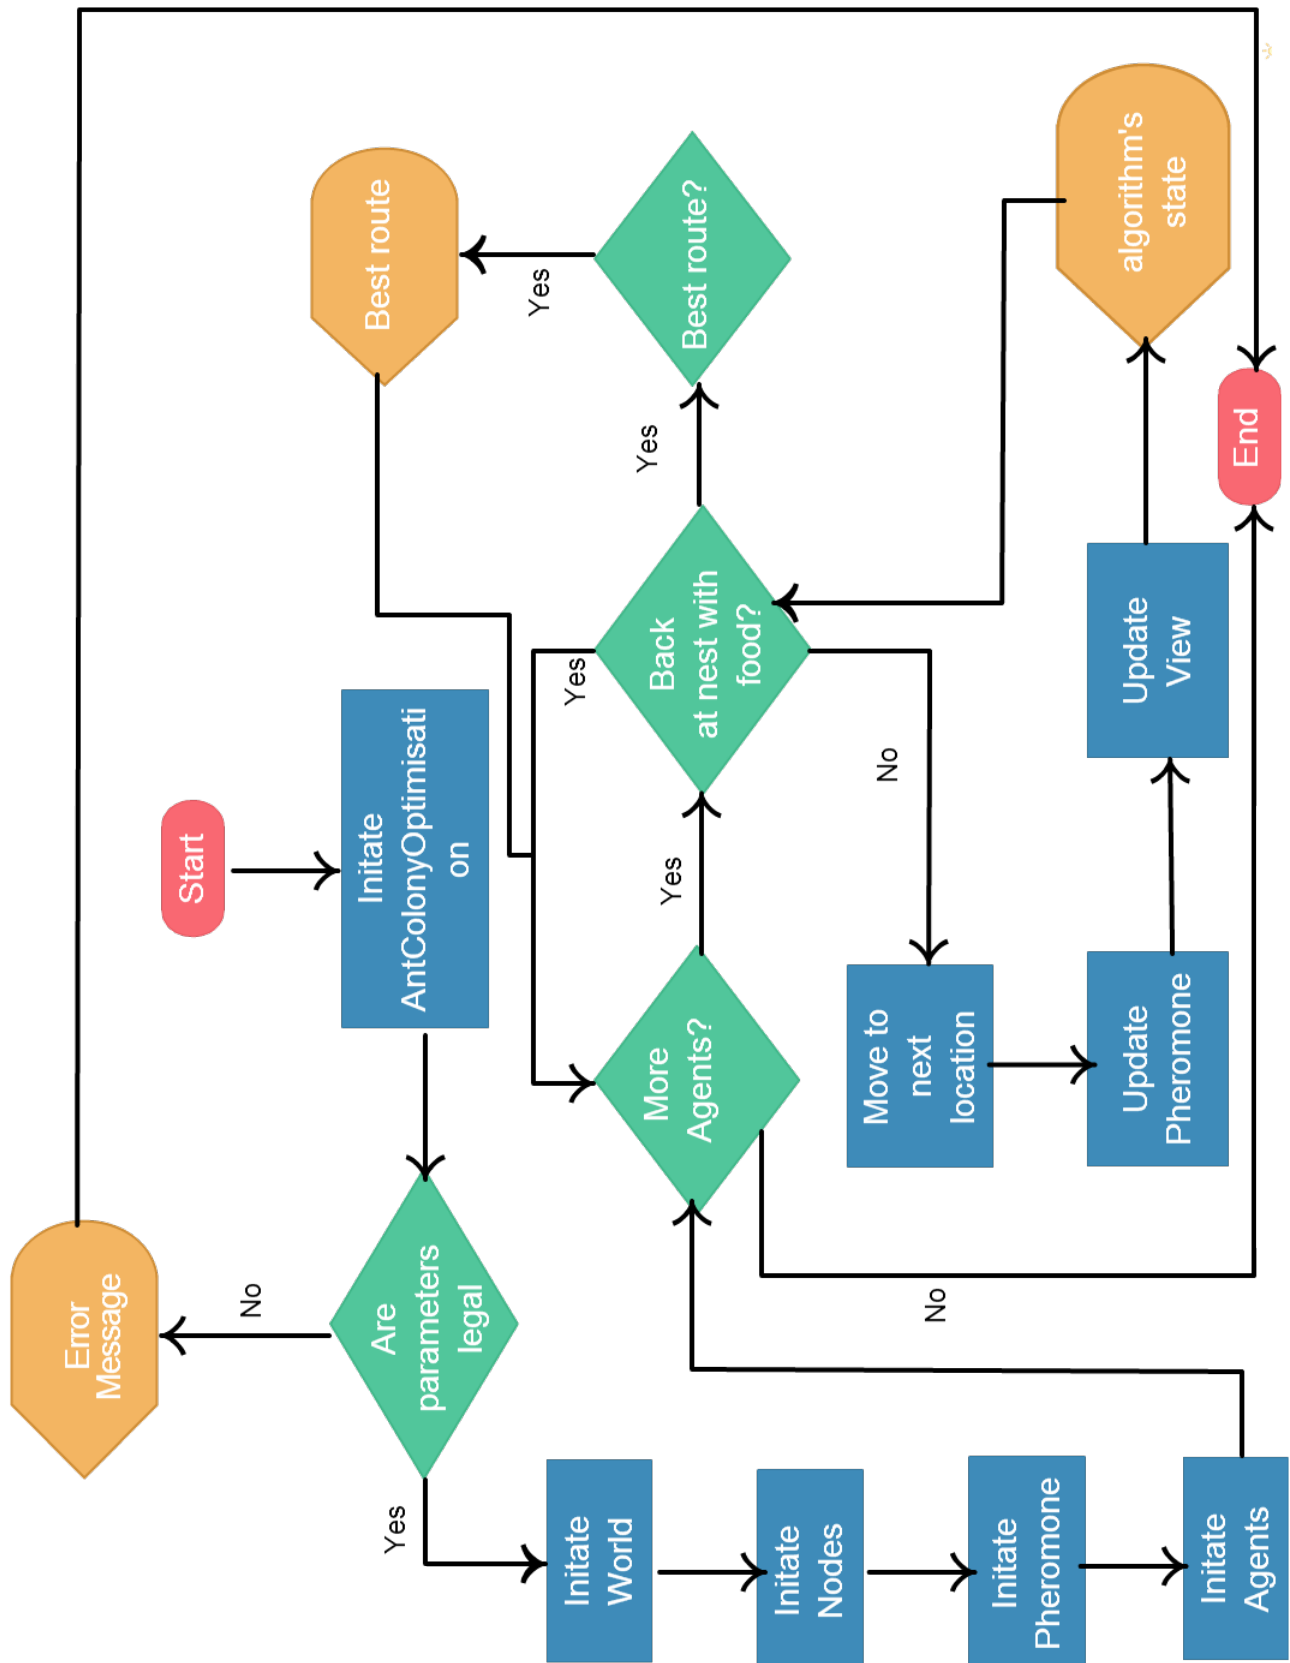 Start
Initate
AntColonyOptimisati
on
Are
parameters
legal
No
Error
Message
Yes
Initate
World
Initate
Nodes
Initate
Pheromone
Initate
Agents
More
Agents?
No
Yes
Back
at nest with
food?
Yes
Yes
Best route?
Yes
Best route
No
Move to
next
location
Update
Pheromone
Update
View
algorithm's
state
End